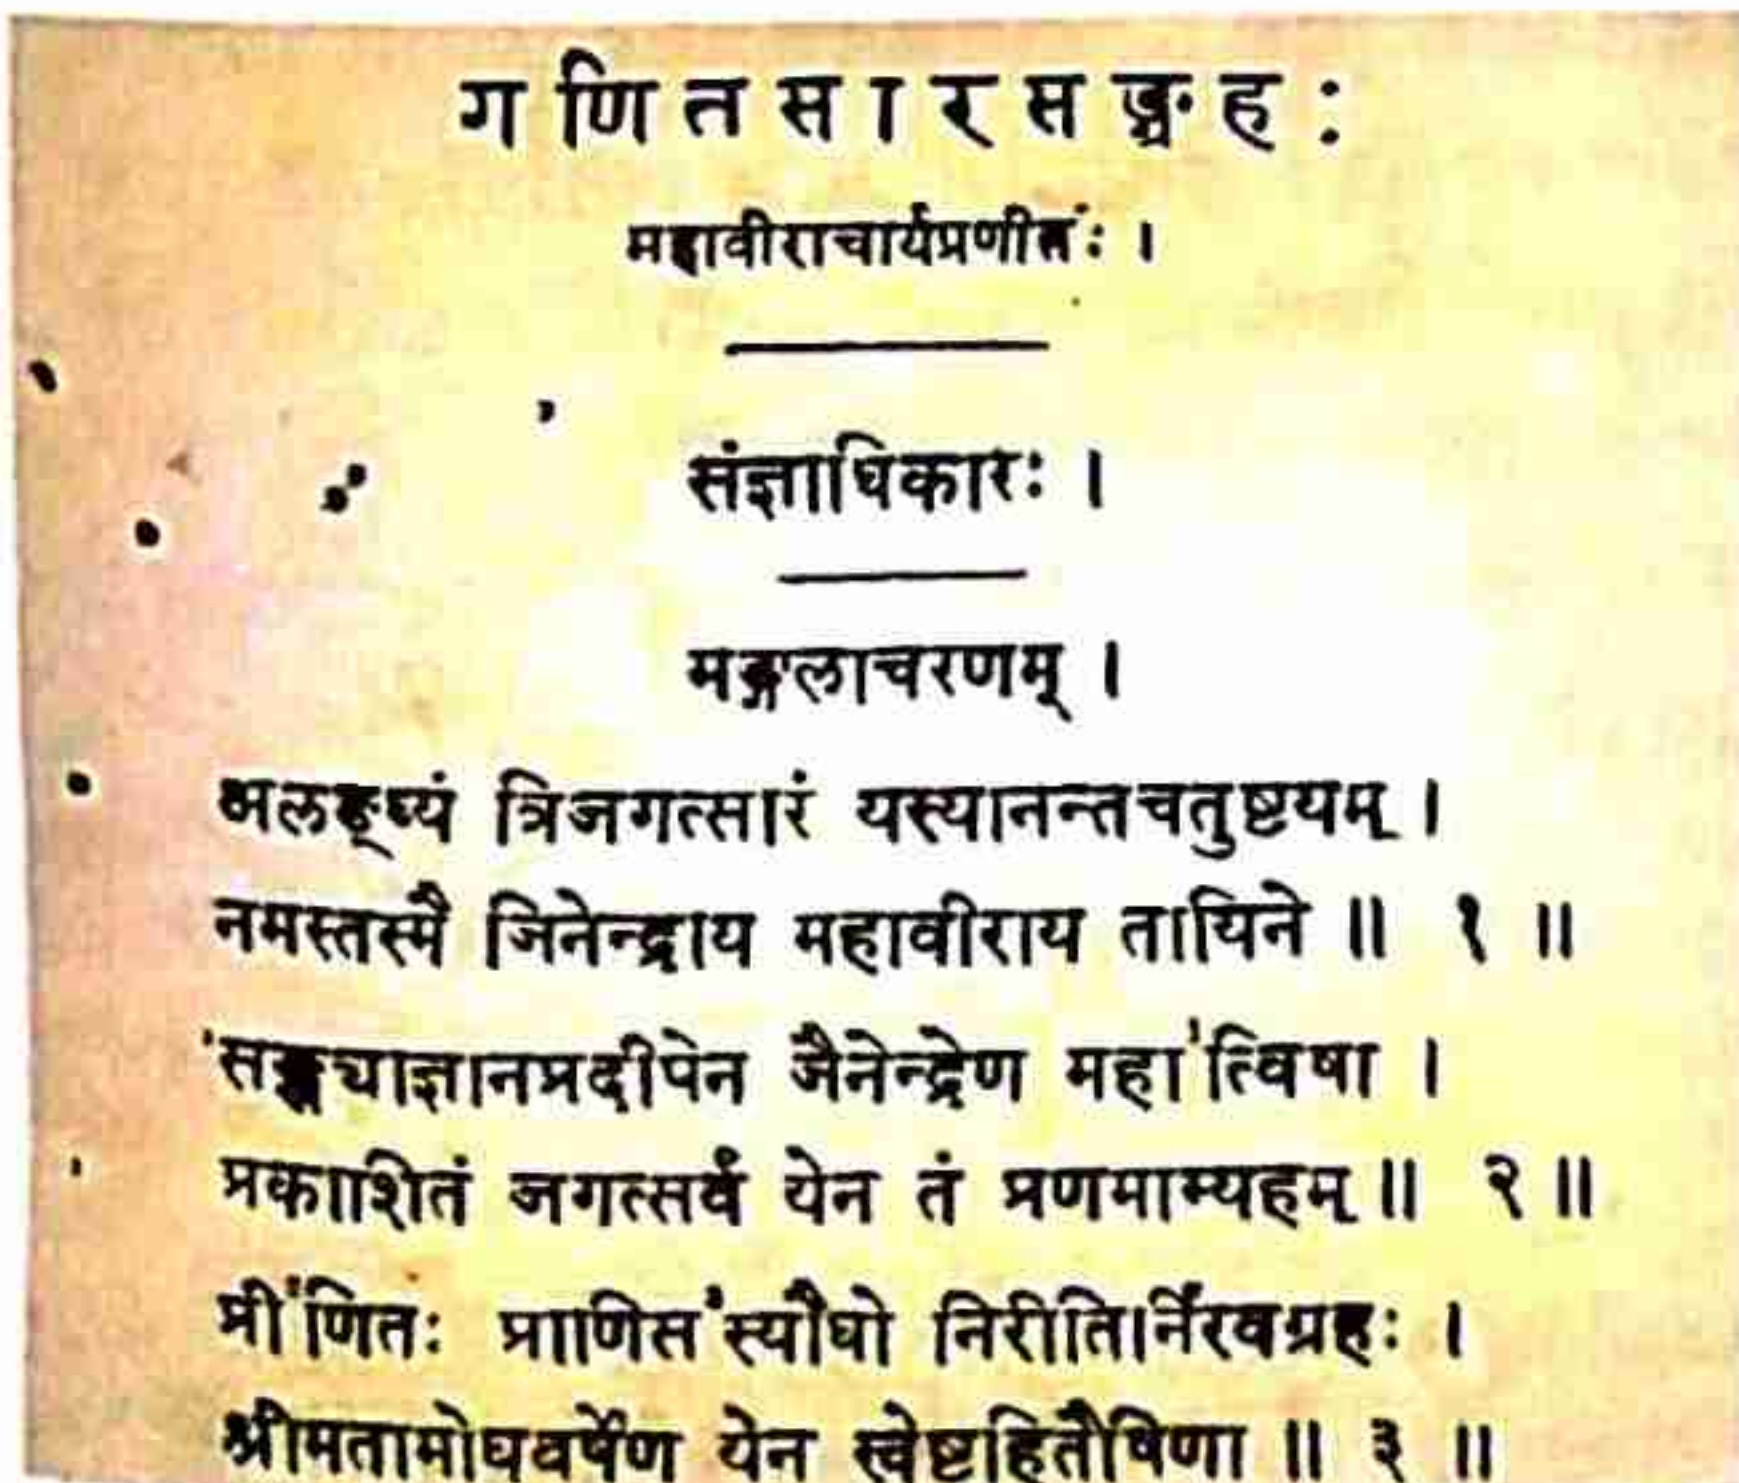 गणितसारसङ्ग्रहः
महावीराचार्यप्रणीतः ।
संज्ञाधिकारः ।
मङ्गलाचरणम् ।
अलङ्घ्यं त्रिजगत्सारं यस्यानन्तचतुष्टयम् ।
नमस्तस्मै जिनेन्द्राय महावीराय तायिने ॥ १ ॥
सङ्ख्याज्ञानप्रदीपेन जैनेन्द्रेण महात्विषा ।
प्रकाशितं जगत्सर्वं येन तं प्रणमाम्यहम् ॥ २ ॥
प्रीणितः प्राणिसस्यौघो निरीतिर्निरवग्रहः ।
श्रीमतामोघवर्षेण येन स्वेष्टहितैषिणा ॥ ३ ॥